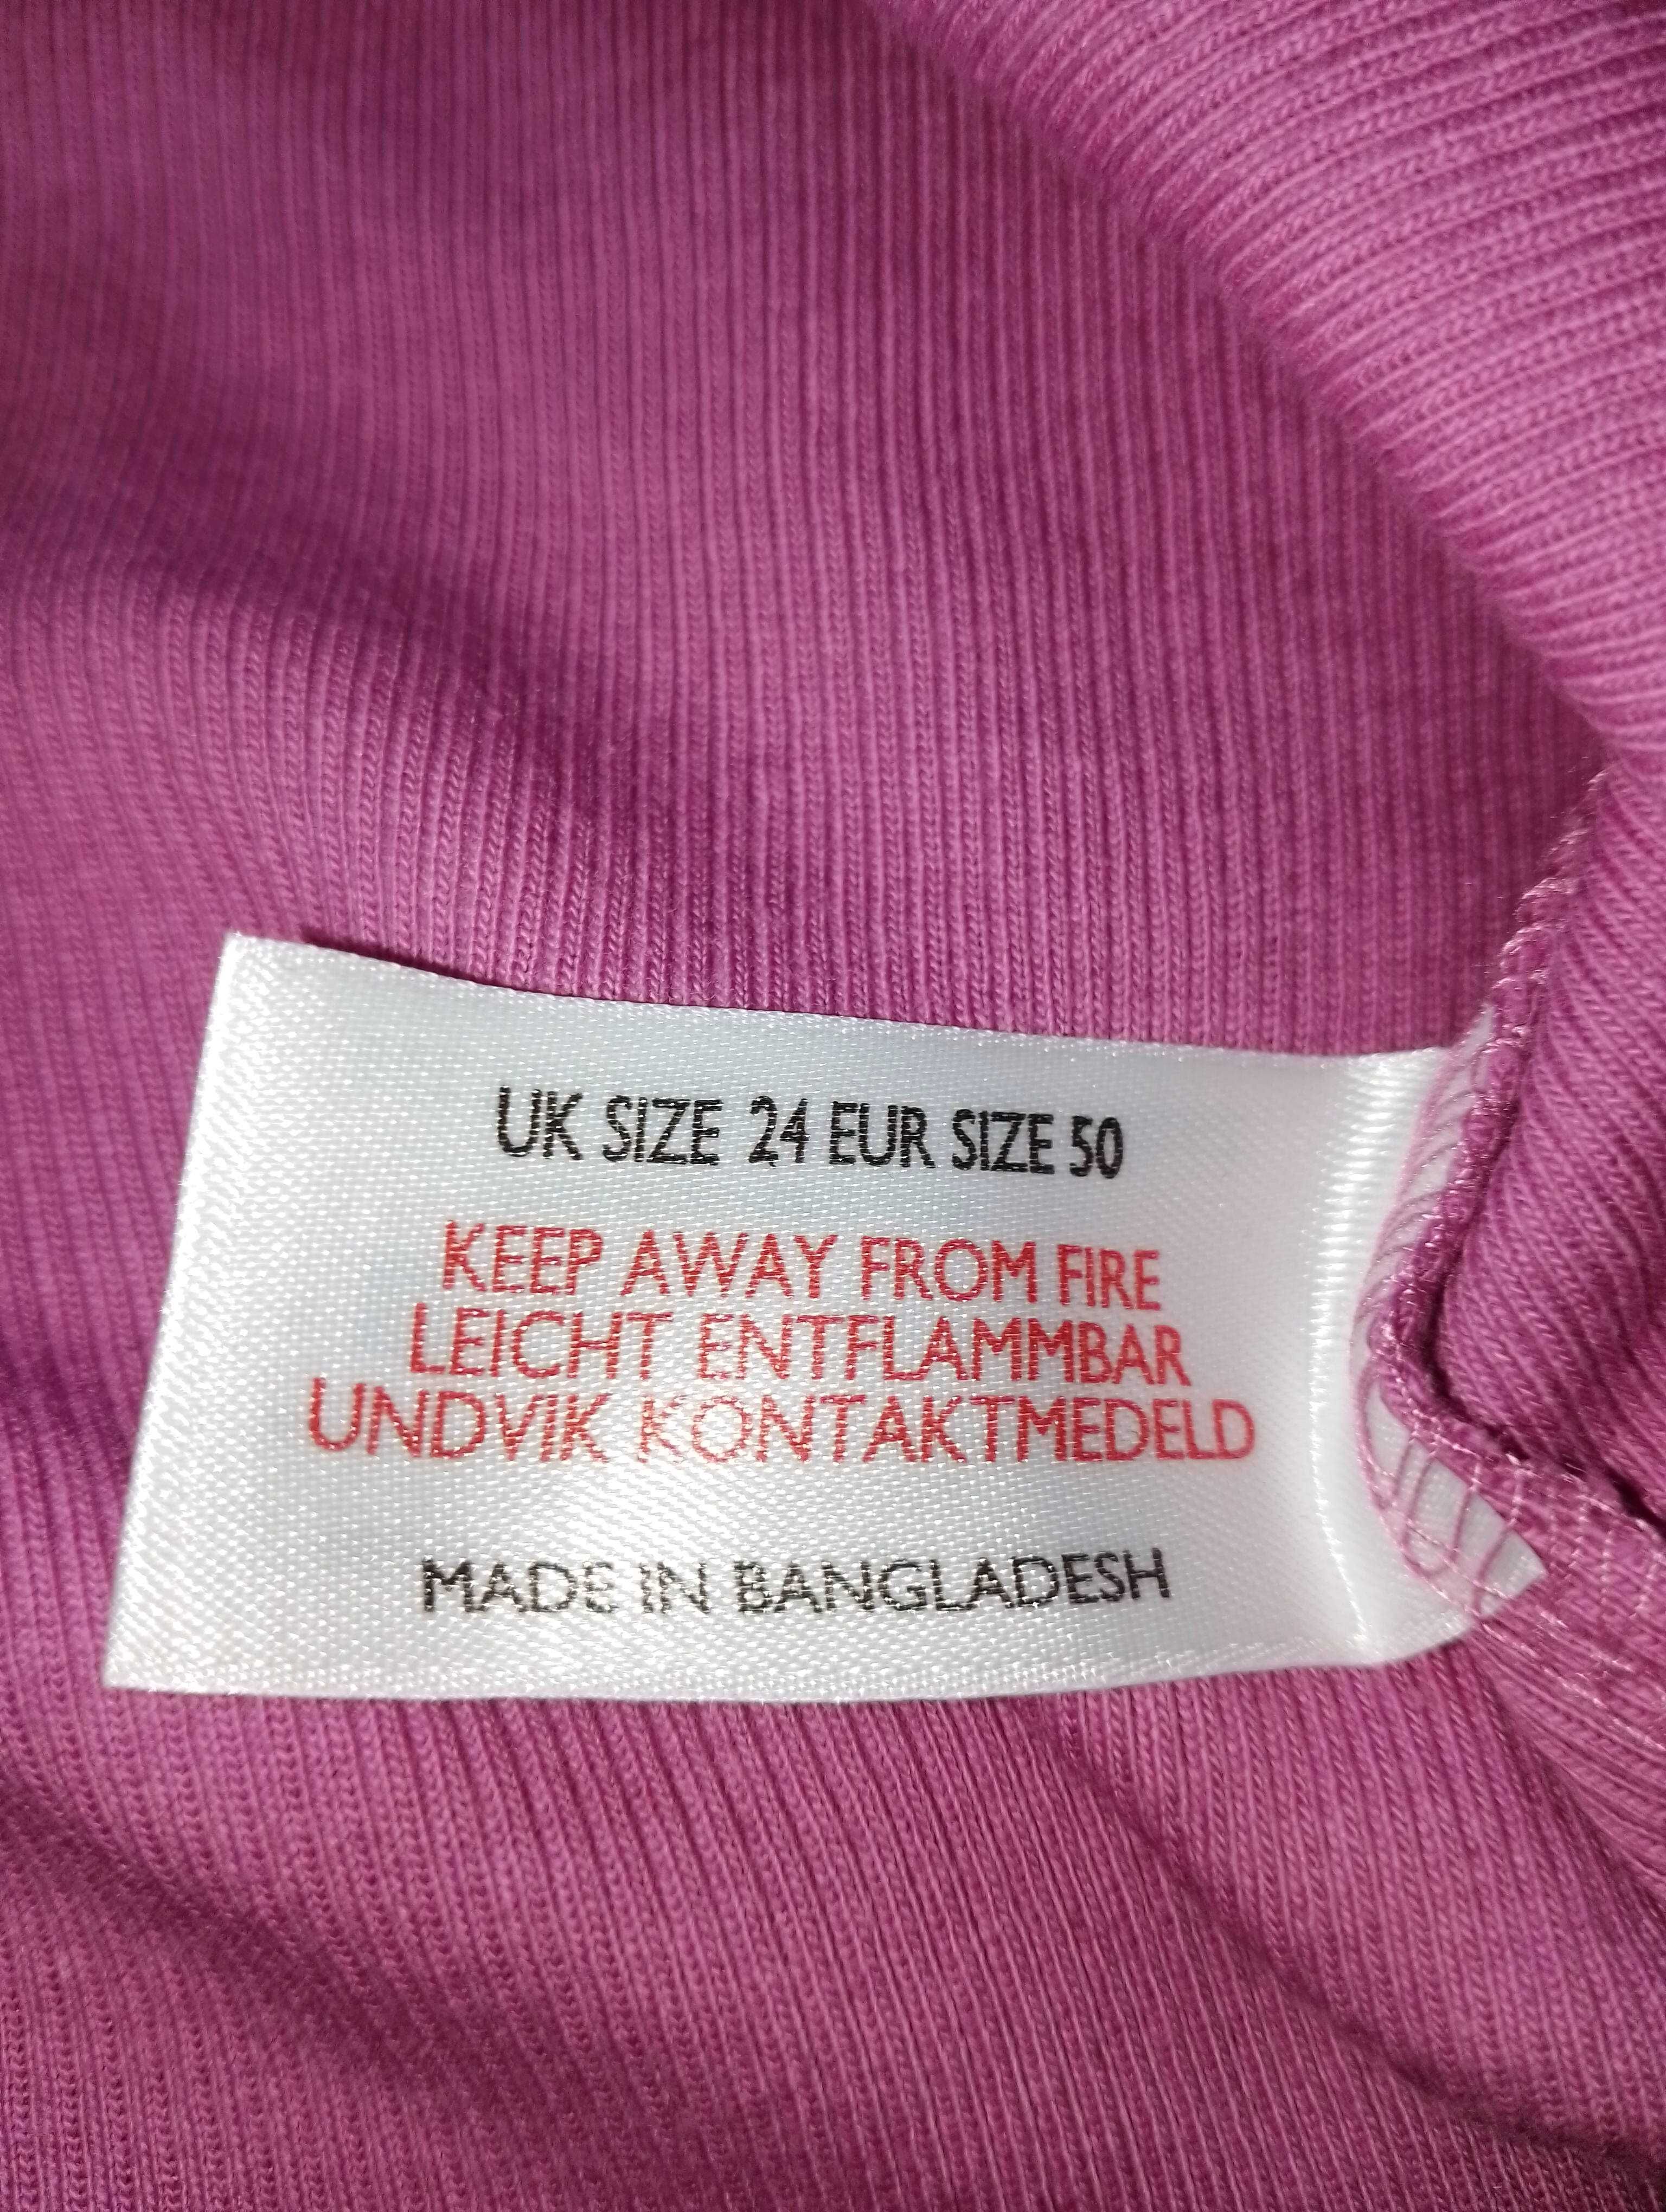 UK SIZE 24 EUR SIZE 50
KEEP AWAY FROM FIRE
LEICHT ENTFLAMMBAR
UNDVIK KONTAKTMEDELD
MADE IN BANGLADESH